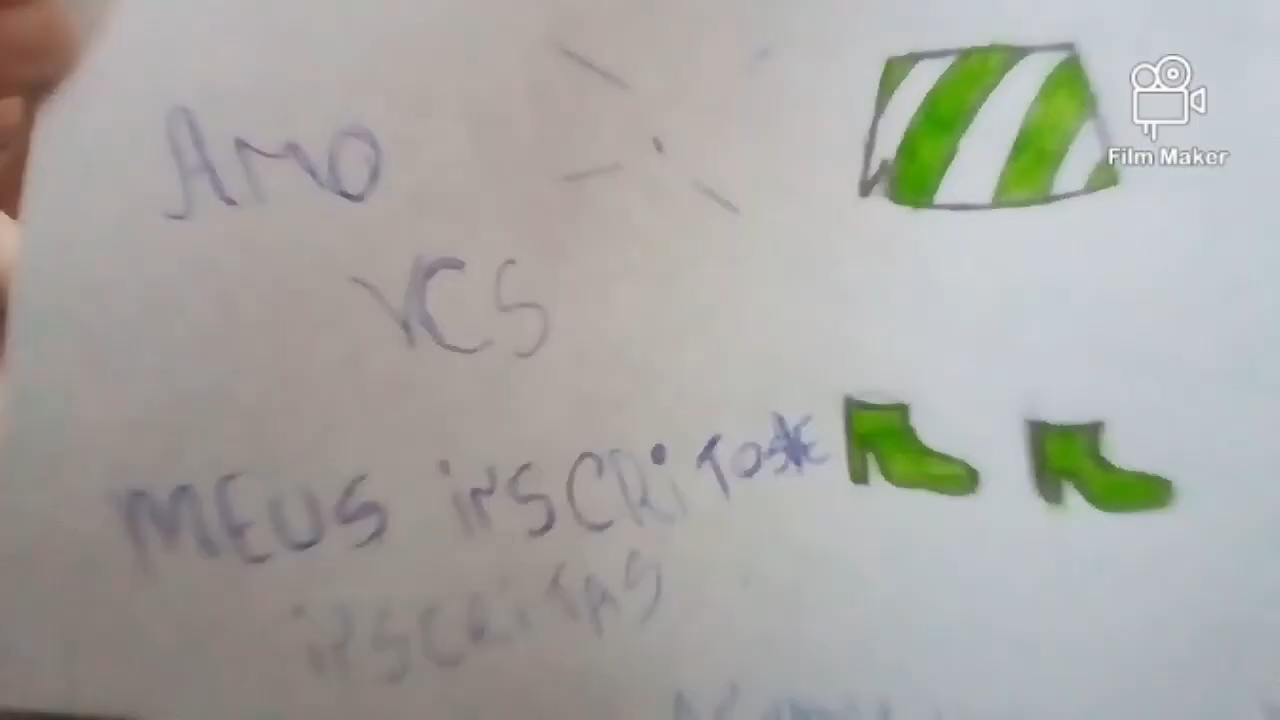 AMO
VCS
MEUS iNSCRiTOS E
iNSCRiTAS
Film Maker